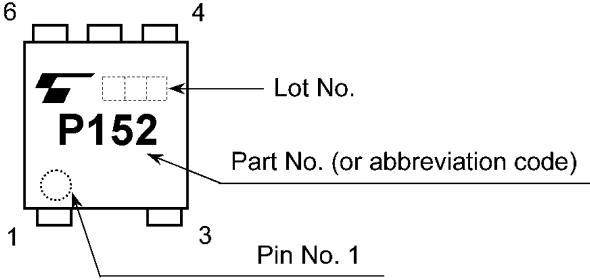 6 4
Lot No.
P152
Part No. (or abbreviation code)
1 3
Pin No. 1